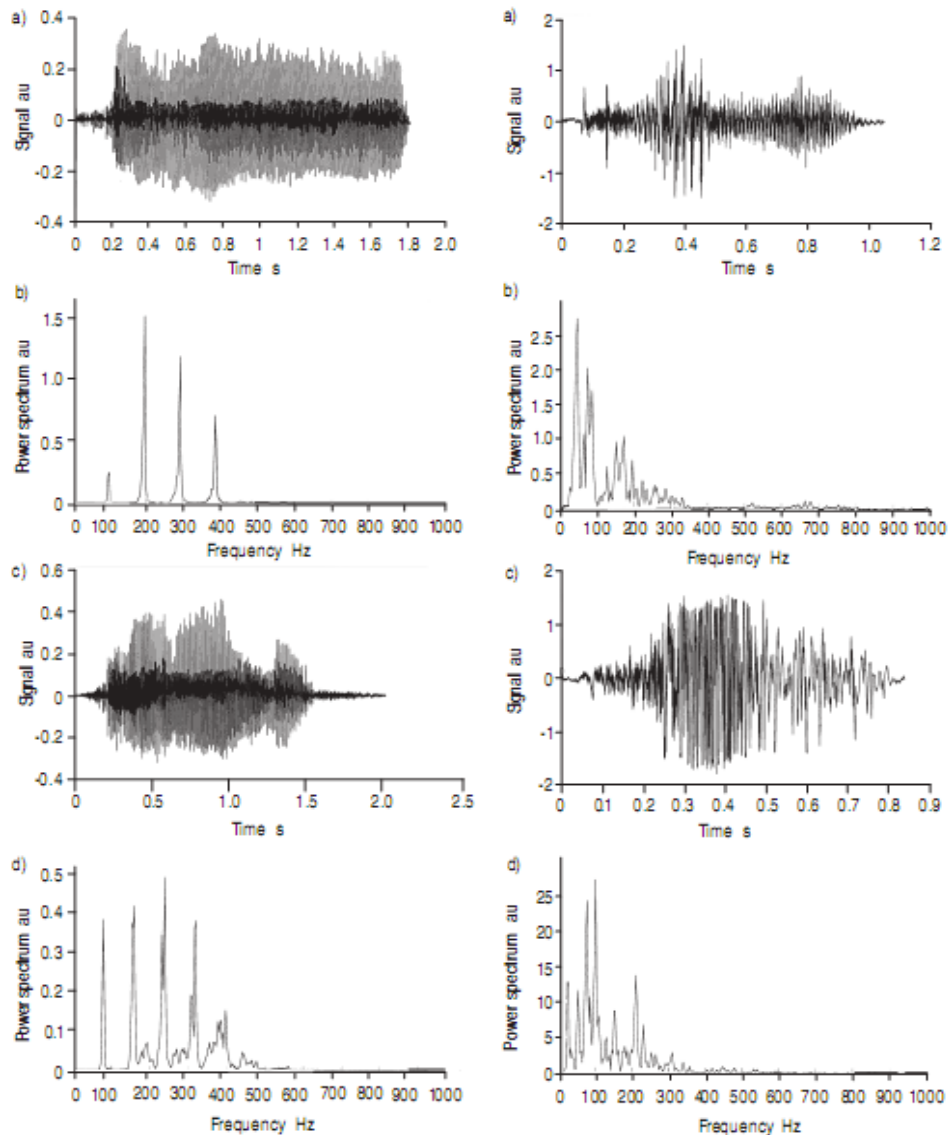 a)
Signal au
0.4
0.2
0.0
-0.2
-0.4
0 0.2 0.4 0.6 0.8 1 1.2 1.4 1.6 1.8 2.0
Time s
a)
Signal au
2
1
0
-1
-2
0 0.2 0.4 0.6 0.8 1.0 1.2
Time s
b)
Power spectrum au
1.5
1.0
0.5
0
0 100 200 300 400 500 600 700 800 900 1000
Frequency Hz
b)
Power spectrum au
2.5
2.0
1.5
1.0
0.5
0
0 100 200 300 400 500 600 700 800 900 1000
Frequency Hz
c)
Signal au
0.6
0.4
0.2
0
-0.2
-0.4
0 0.5 1.0 1.5 2.0 2.5
Time s
c)
Signal au
2
1
0
-1
-2
0 0.1 0.2 0.3 0.4 0.5 0.6 0.7 0.8 0.9
Time s
d)
Power spectrum au
0.5
0.4
0.3
0.2
0.1
0
0 100 200 300 400 500 600 700 800 900 1000
Frequency Hz
d)
Power spectrum au
25
20
15
10
5
0
0 100 200 300 400 500 600 700 800 900 1000
Frequency Hz